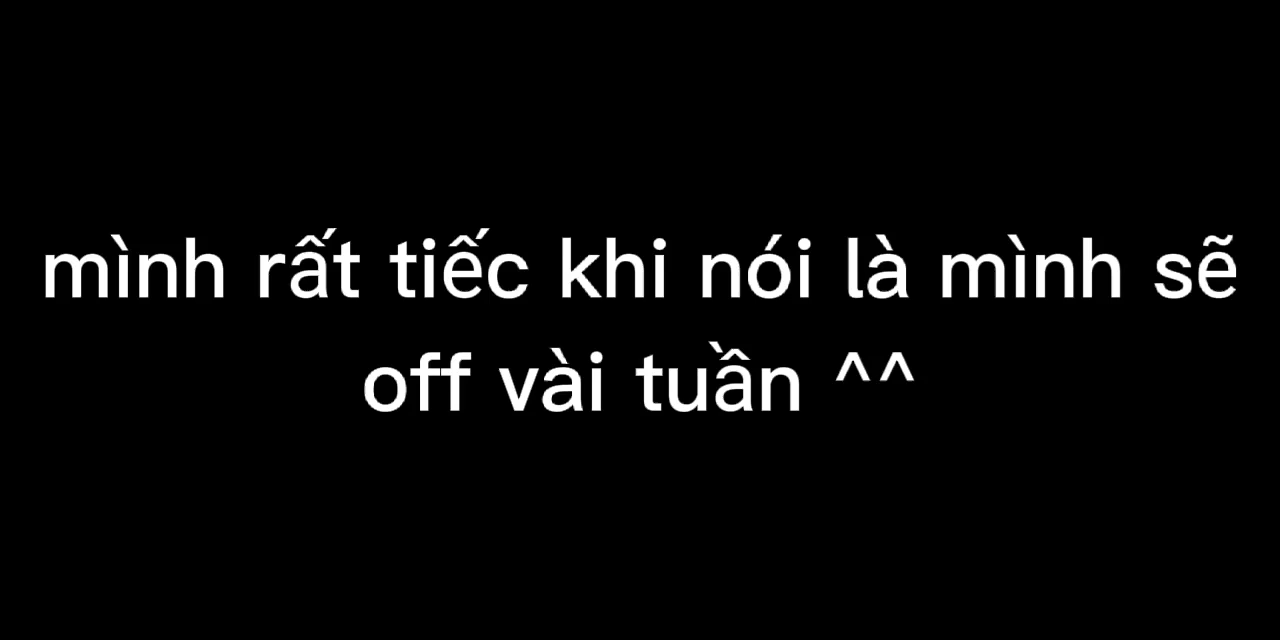 mình rất tiếc khi nói là mình sẽ
off vài tuần ^^